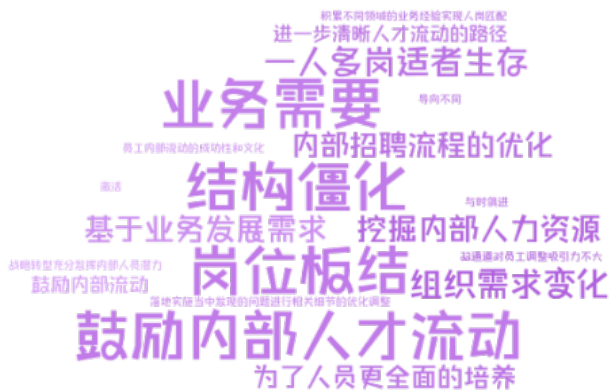 积累不同领域的业务经验实现人岗匹配
进一步清晰人才流动的路径
一人多岗适者生存
业务需要
导向不同
内部招聘流程的优化
员工内部流动的成功性和文化
结构僵化
激活
与时俱进
基于业务发展需求
挖掘内部人力资源
岗位板结
通道对员工调整吸引力不大
战略转型充分发挥内部人员潜力
组织需求变化
鼓励内部流动
落地实施当中发现的问题进行相关细节的优化调整
鼓励内部人才流动
为了人员更全面的培养